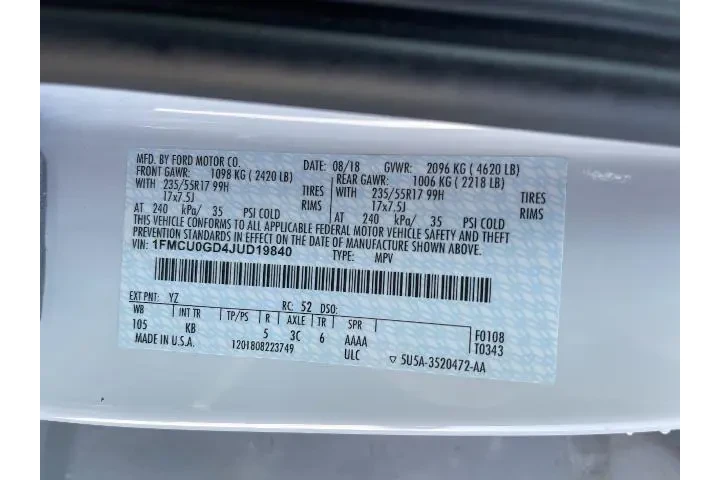 MFD. BY FORD MOTOR CO.
DATE: 08/18 GVWR: 2096 KG ( 4620 LB)
FRONT GAWR: 1098 KG ( 2420 LB) REAR GAWR: 1006 KG ( 2218 LB)
WITH 235/55R17 99H TIRES WITH 235/55R17 99H TIRES
17x7.5J RIMS 17x7.5J RIMS
AT 240 kPa/ 35 PSI COLD AT 240 kPa/ 35 PSI COLD
THIS VEHICLE CONFORMS TO ALL APPLICABLE FEDERAL MOTOR VEHICLE SAFETY AND THEFT
PREVENTION STANDARDS IN EFFECT ON THE DATE OF MANUFACTURE SHOWN ABOVE.
VIN: 1FMCU0GD4JUD19840 TYPE: MPV
EXT PNT: YZ RC: 52 DSO:
WB INT TR TP/PS R AXLE TR SPR F0108
105 KB 5 3C 6 AAAA T0343
MADE IN U.S.A. 1201808223749 ULC ▽ 5U5A-3520472-AA